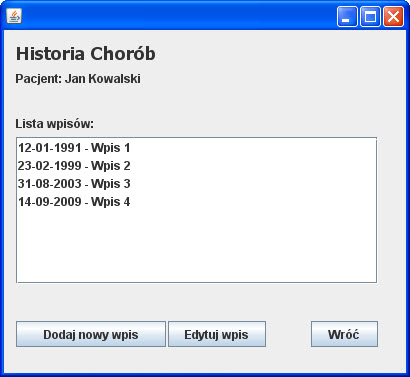 Historia Chorób
Pacjent: Jan Kowalski
Lista wpisów:
12-01-1991 - Wpis 1
23-02-1999 - Wpis 2
31-08-2003 - Wpis 3
14-09-2009 - Wpis 4
Dodaj nowy wpis Edytuj wpis Wróć